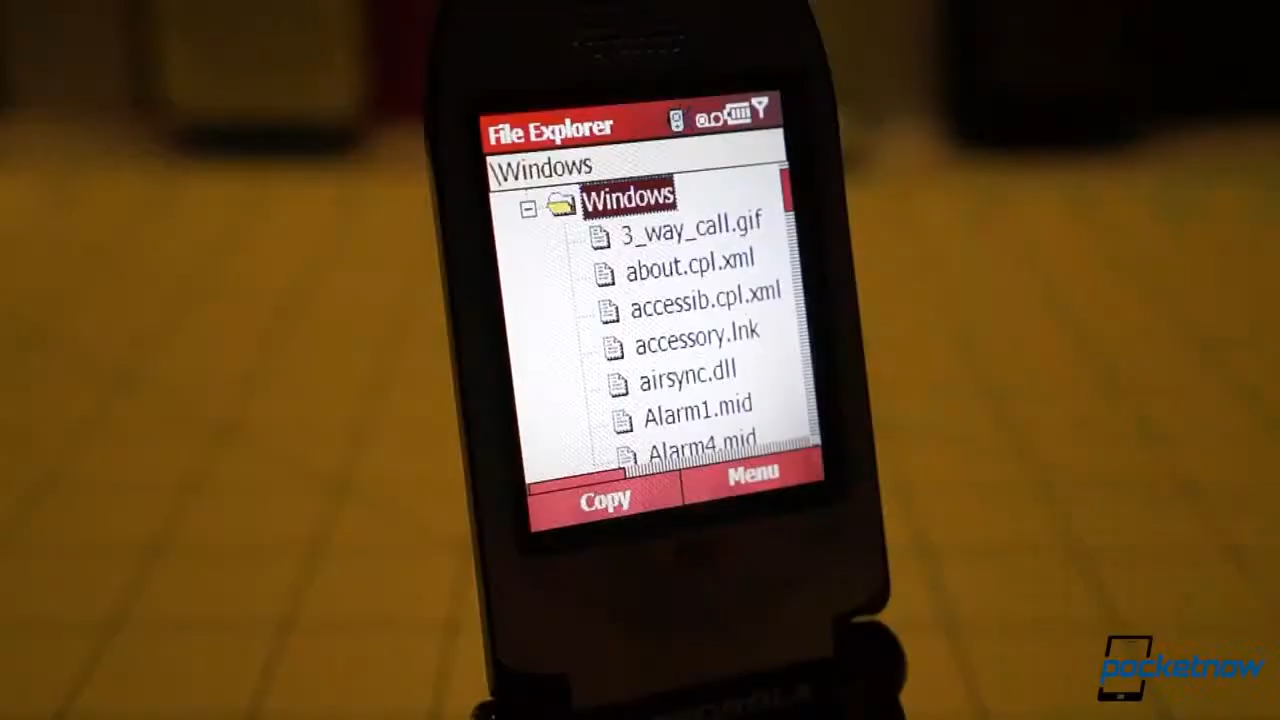 File Explorer
\Windows
Windows
3_way_call.gif
about.cpl.xml
accessib.cpl.xml
accessory.lnk
airsync.dll
Alarm1.mid
Alarm4.mid
Copy
Menu
pocketnow